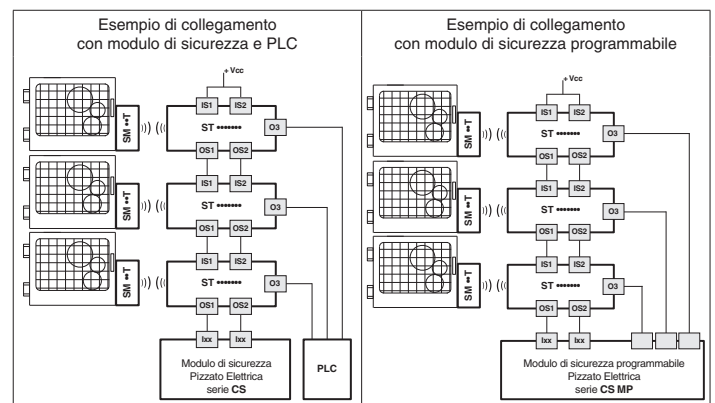 Esempio di collegamento
con modulo di sicurezza e PLC
+ Vcc
IS1 IS2
SM ••T
ST •••••••
O3
OS1 OS2
IS1 IS2
SM ••T
ST •••••••
O3
OS1 OS2
IS1 IS2
SM ••T
ST •••••••
O3
OS1 OS2
Ixx Ixx
Modulo di sicurezza
Pizzato Elettrica
serie CS
PLC
Esempio di collegamento
con modulo di sicurezza programmabile
+ Vcc
IS1 IS2
SM ••T
ST •••••••
O3
OS1 OS2
IS1 IS2
SM ••T
ST •••••••
O3
OS1 OS2
IS1 IS2
SM ••T
ST •••••••
O3
OS1 OS2
Ixx Ixx
Modulo di sicurezza programmabile
Pizzato Elettrica
serie CS MP